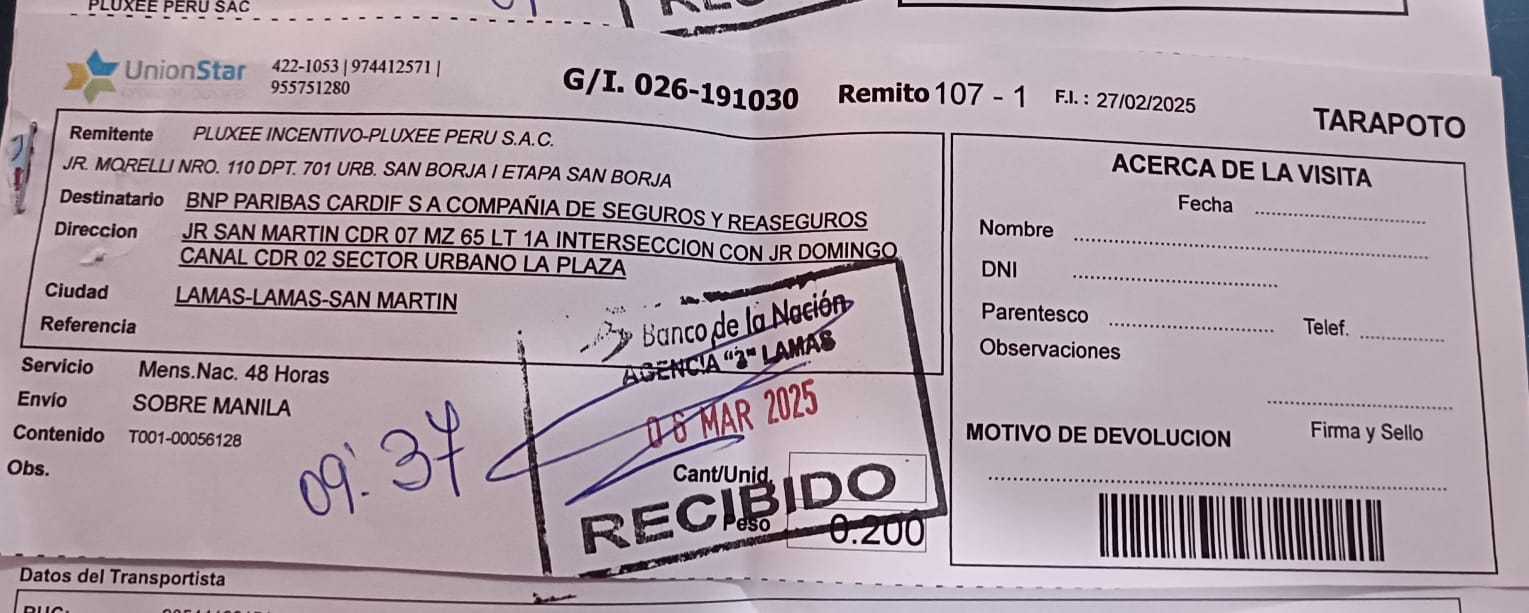 PLUXEE PERU SAC
UnionStar
422-1053 | 974412571 |
955751280
G/I. 026-191030
Remito 107 - 1
F.I. : 27/02/2025
TARAPOTO
Remitente PLUXEE INCENTIVO-PLUXEE PERU S.A.C.
JR. MORELLI NRO. 110 DPT. 701 URB. SAN BORJA I ETAPA SAN BORJA
Destinatario BNP PARIBAS CARDIF S A COMPAÑIA DE SEGUROS Y REASEGUROS
Direccion JR SAN MARTIN CDR 07 MZ 65 LT 1A INTERSECCION CON JR DOMINGO
CANAL CDR 02 SECTOR URBANO LA PLAZA
Ciudad LAMAS-LAMAS-SAN MARTIN
Referencia
Servicio Mens.Nac. 48 Horas
Envío SOBRE MANILA
Contenido T001-00056128
Obs.
09: 34
Banco de la Nación
AGENCIA "3" LAMAS
06 MAR 2025
Cant/Unid.
RECIBIDO
Peso 0.200
ACERCA DE LA VISITA
Fecha
Nombre
DNI
Parentesco Telef.
Observaciones
Firma y Sello
MOTIVO DE DEVOLUCION
Datos del Transportista
RUC: